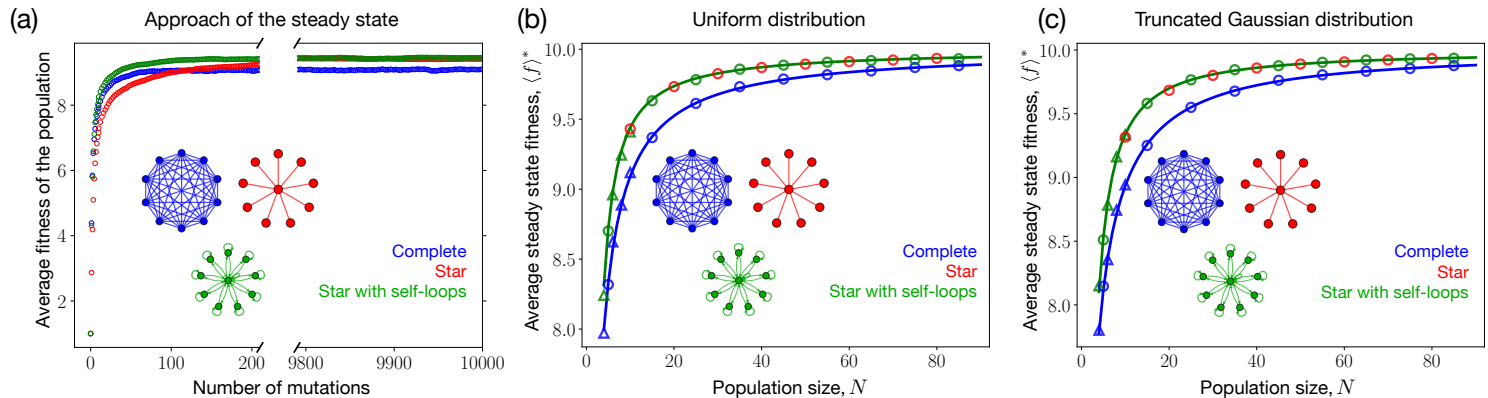 (a)
Approach of the steady state
Average fitness of the population
8
6
4
2
0
100
200
9800
9900
10000
Number of mutations
Complete
Star
Star with self-loops
(b)
Uniform distribution
Average steady state fitness, ⟨f⟩*
10.0
9.5
9.0
8.5
8.0
0
20
40
60
80
Population size, N
Complete
Star
Star with self-loops
(c)
Truncated Gaussian distribution
Average steady state fitness, ⟨f⟩*
10.0
9.5
9.0
8.5
8.0
0
20
40
60
80
Population size, N
Complete
Star
Star with self-loops